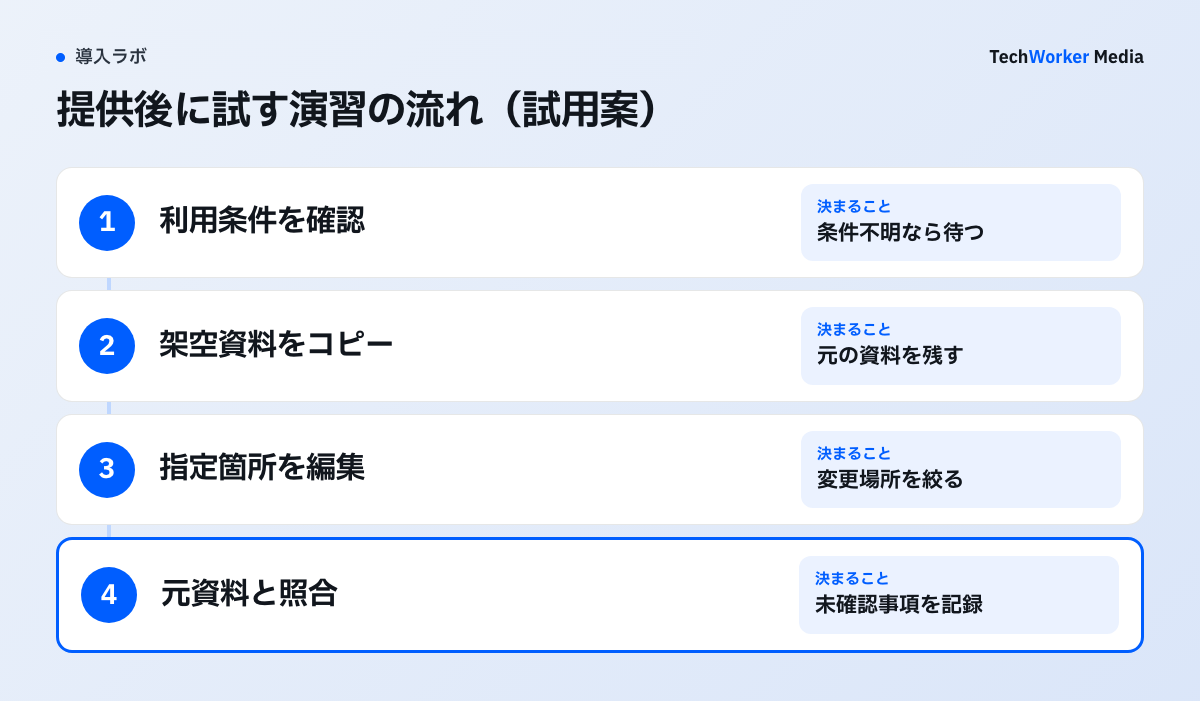 導入ラボ
TechWorker Media
提供後に試す演習の流れ（試用案）
1
利用条件を確認
決まること
条件不明なら待つ
2
架空資料をコピー
決まること
元の資料を残す
3
指定箇所を編集
決まること
変更場所を絞る
4
元資料と照合
決まること
未確認事項を記録